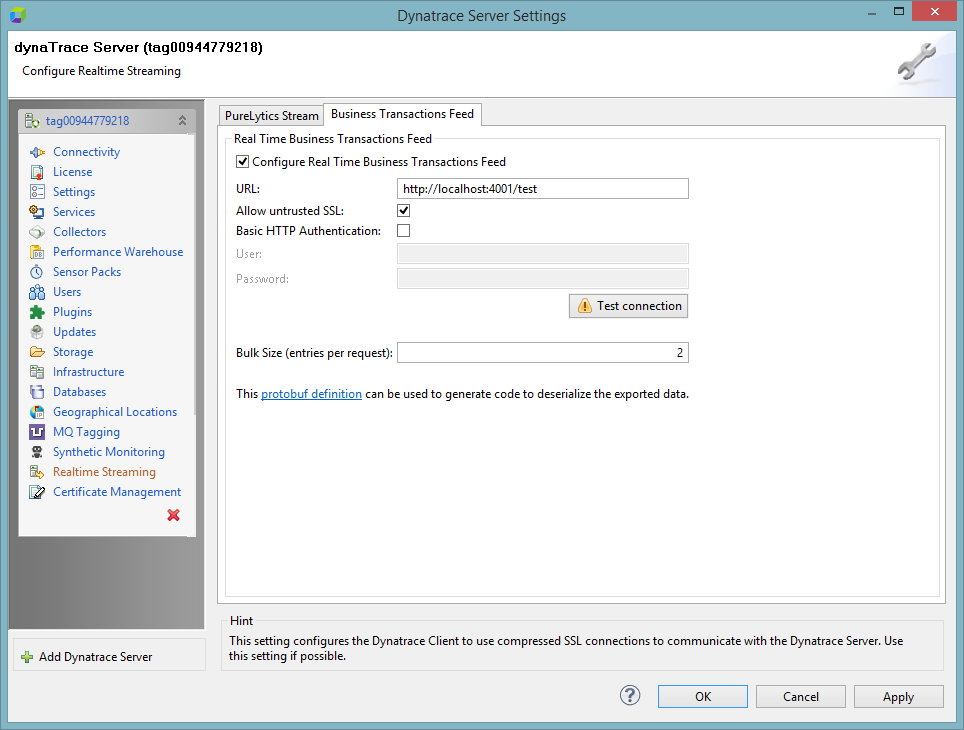 Dynatrace Server Settings
dynaTrace Server (tag00944779218)
Configure Realtime Streaming
tag00944779218
Connectivity
License
Settings
Services
Collectors
Performance Warehouse
Sensor Packs
Users
Plugins
Updates
Storage
Infrastructure
Databases
Geographical Locations
MQ Tagging
Synthetic Monitoring
Realtime Streaming
Certificate Management
Add Dynatrace Server
PureLytics Stream
Business Transactions Feed
Real Time Business Transactions Feed
Configure Real Time Business Transactions Feed
URL: http://localhost:4001/test
Allow untrusted SSL:
Basic HTTP Authentication:
User:
Password:
Test connection
Bulk Size (entries per request): 2
This protobuf definition can be used to generate code to deserialize the exported data.
Hint
This setting configures the Dynatrace Client to use compressed SSL connections to communicate with the Dynatrace Server. Use
this setting if possible.
? OK Cancel Apply